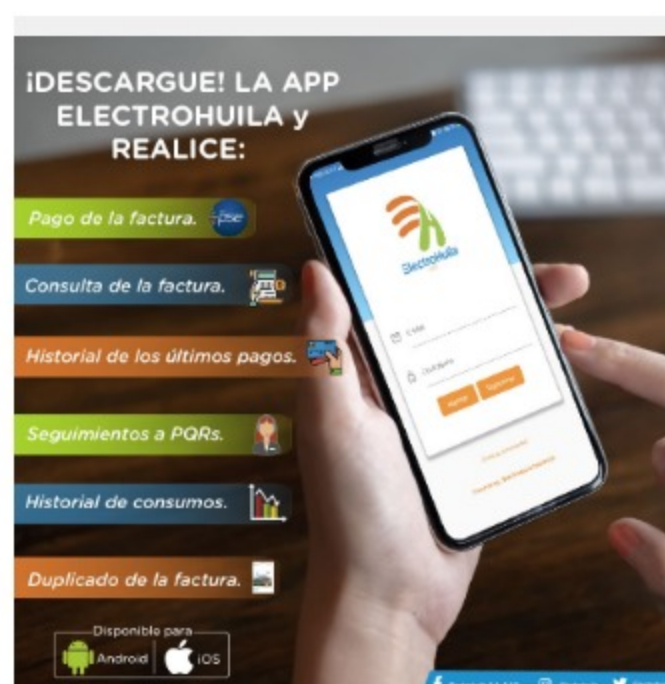 ¡DESCARGUE! LA APP
ELECTROHUILA y
REALICE:
Pago de la factura.
pse
Consulta de la factura.
Historial de los últimos pagos.
Seguimientos a PQRs.
Historial de consumos.
Duplicado de la factura.
Disponible para
Android
iOS
ElectroHuila